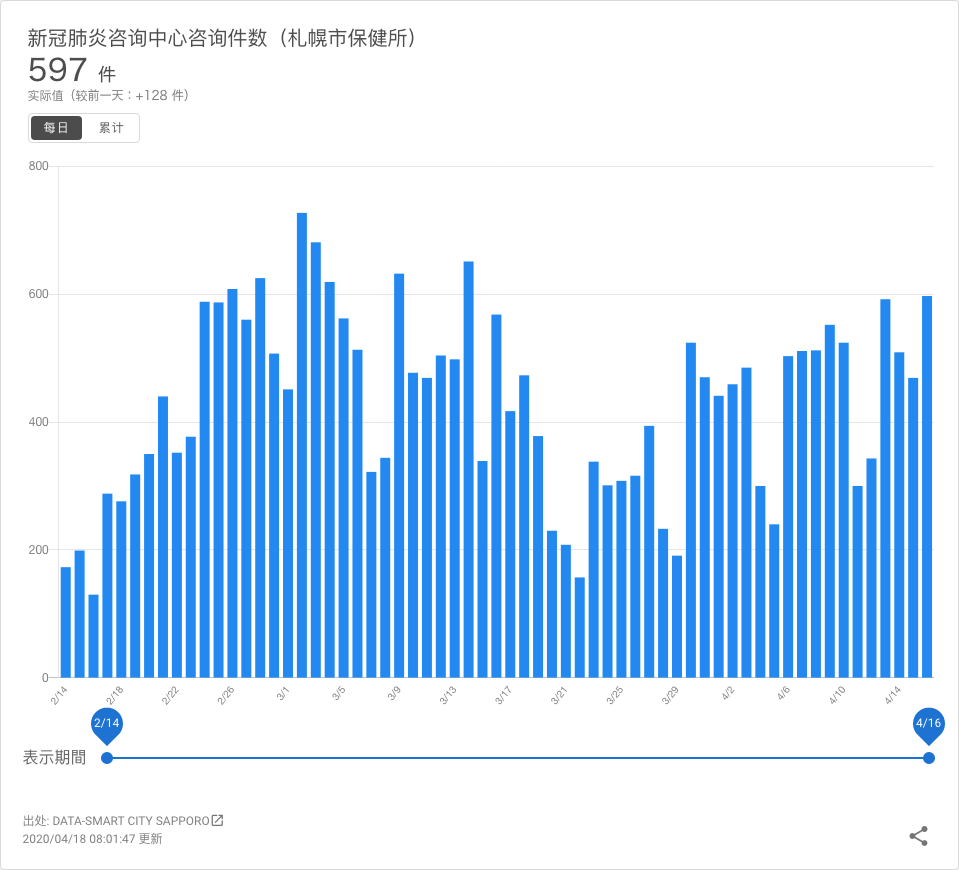 新冠肺炎咨询中心咨询件数（札幌市保健所）
597 件
实际值（较前一天：+128 件）
每日 累计
800
600
400
200
0
2/14 2/18 2/22 2/26 3/1 3/5 3/9 3/13 3/17 3/21 3/25 3/29 4/2 4/6 4/10 4/14
2/14 4/16
表示期間
出处: DATA-SMART CITY SAPPORO
2020/04/18 08:01:47 更新